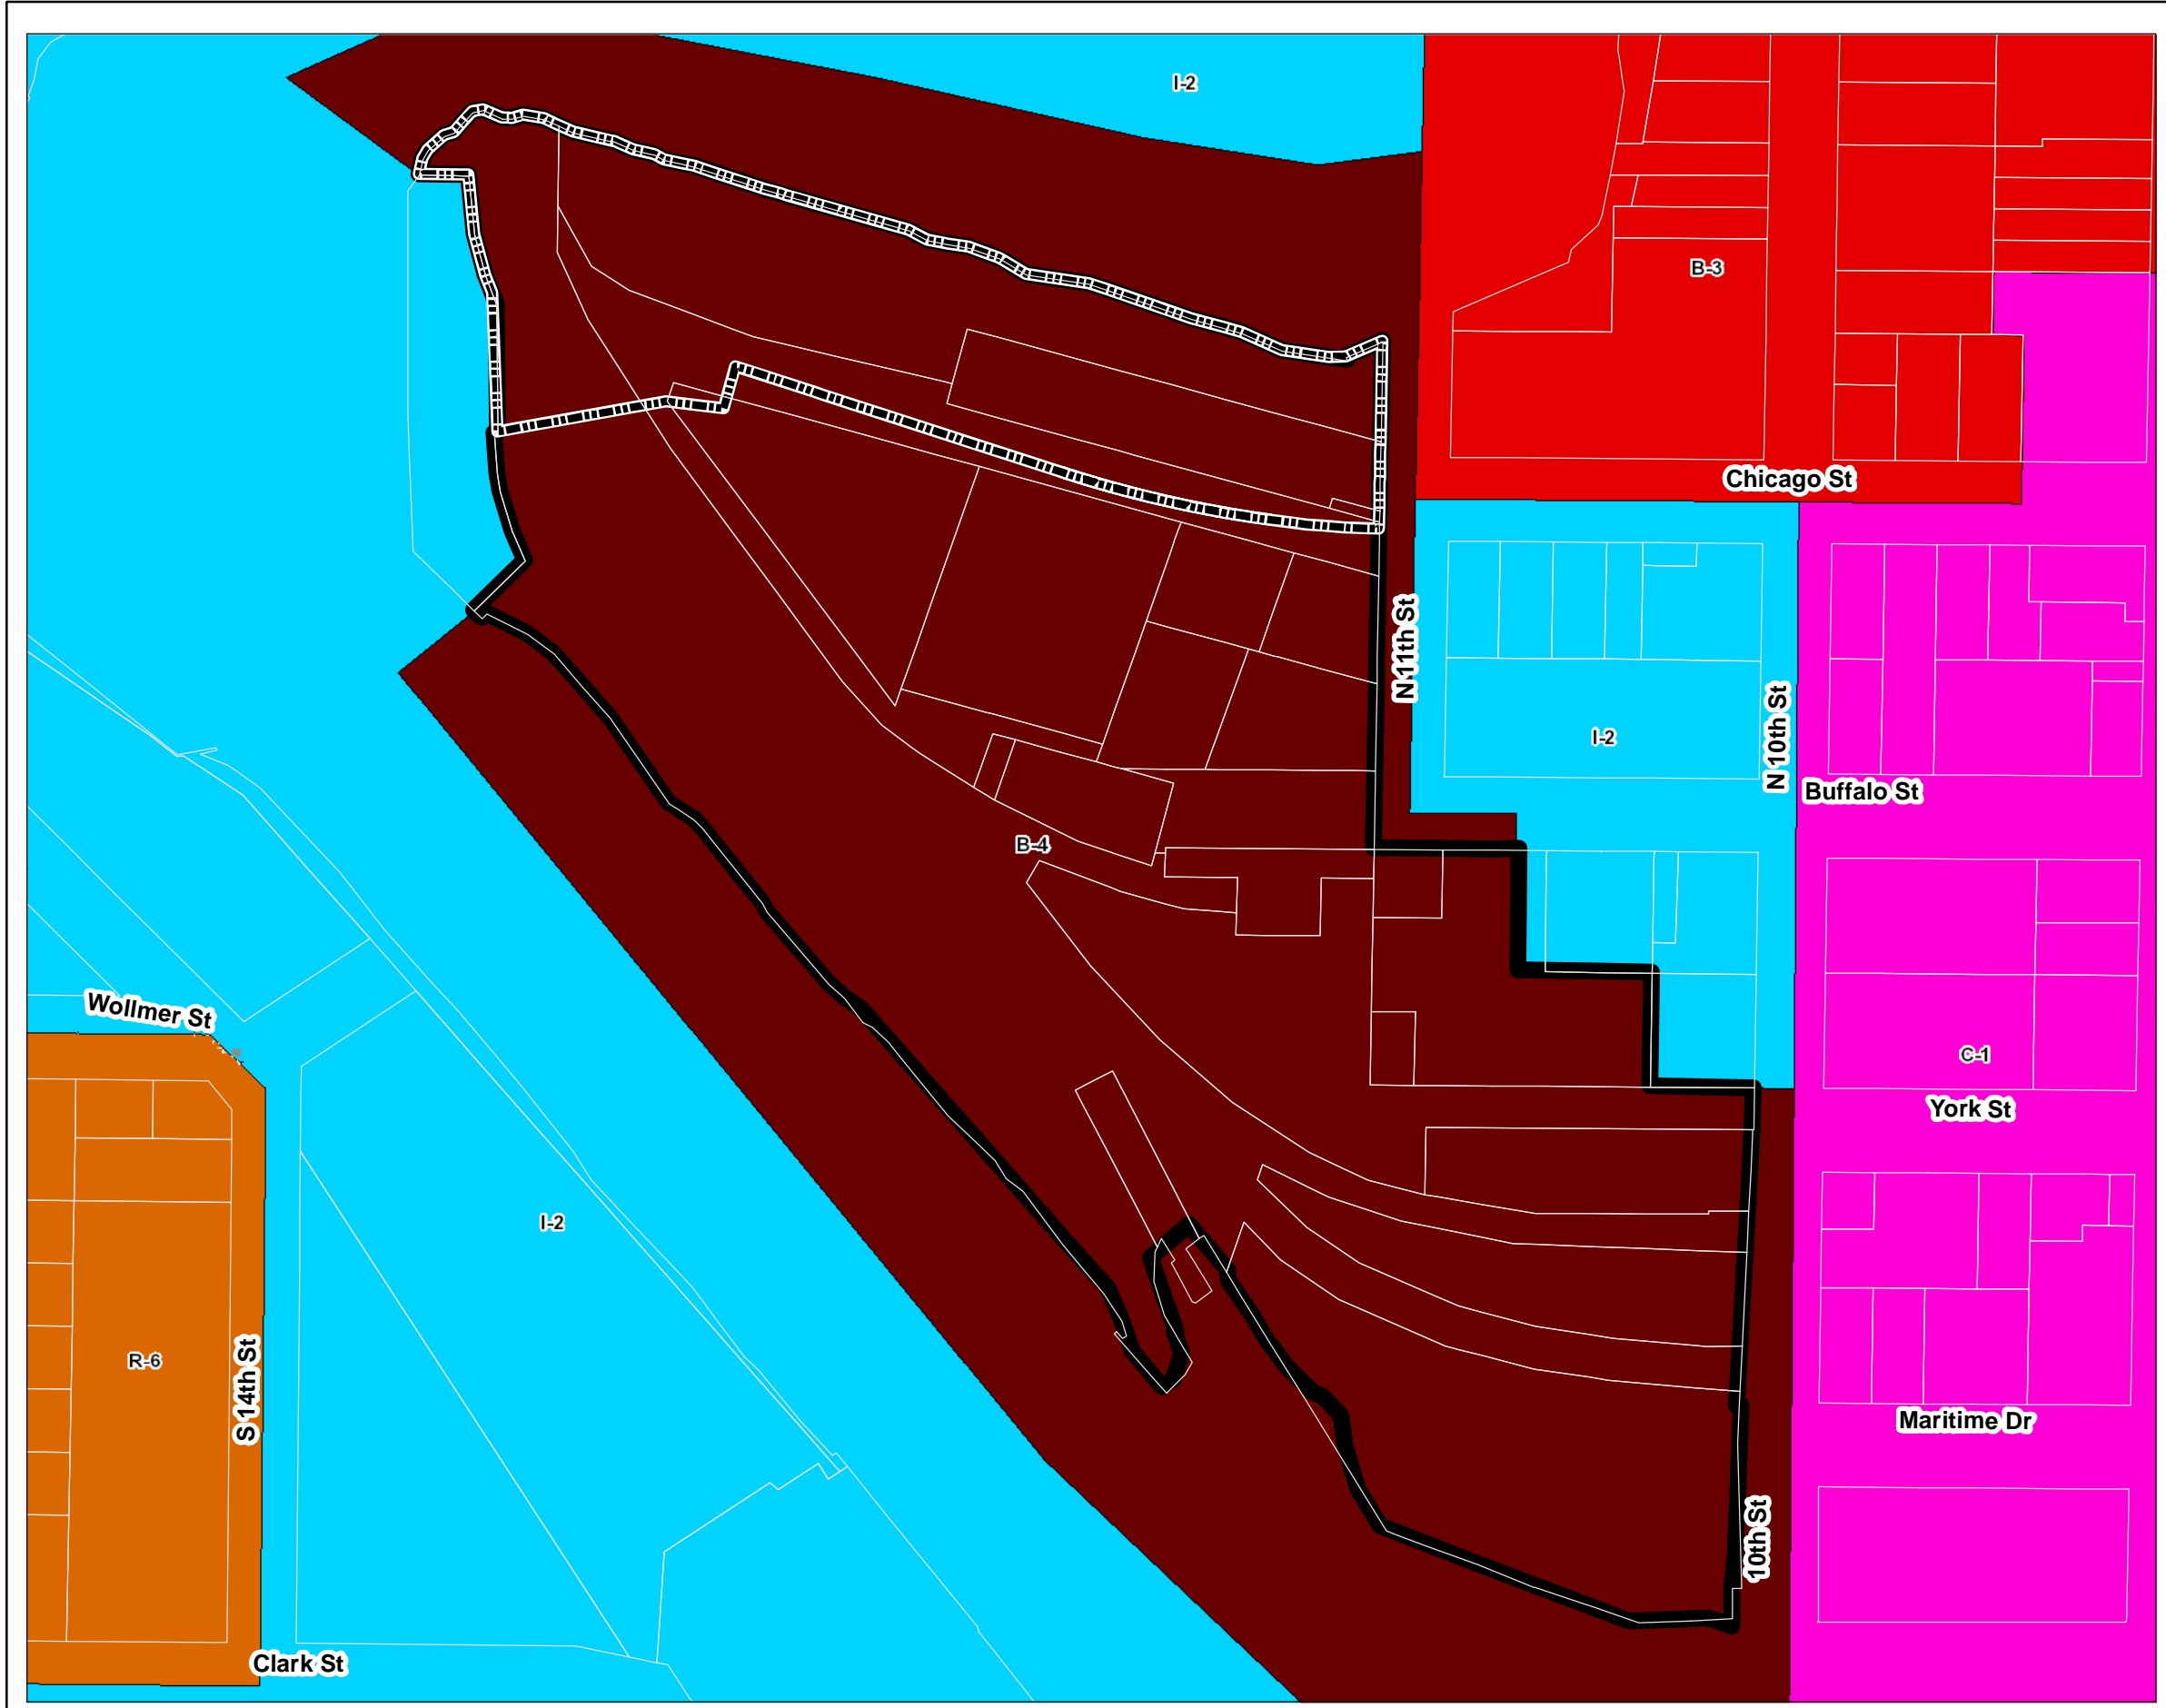 I-2
B-3
Chicago St
N 11th St
N 10th St
I-2
Buffalo St
B-4
Wollmer St
C-1
York St
I-2
R-6
S 14th St
Maritime Dr
10th St
Clark St